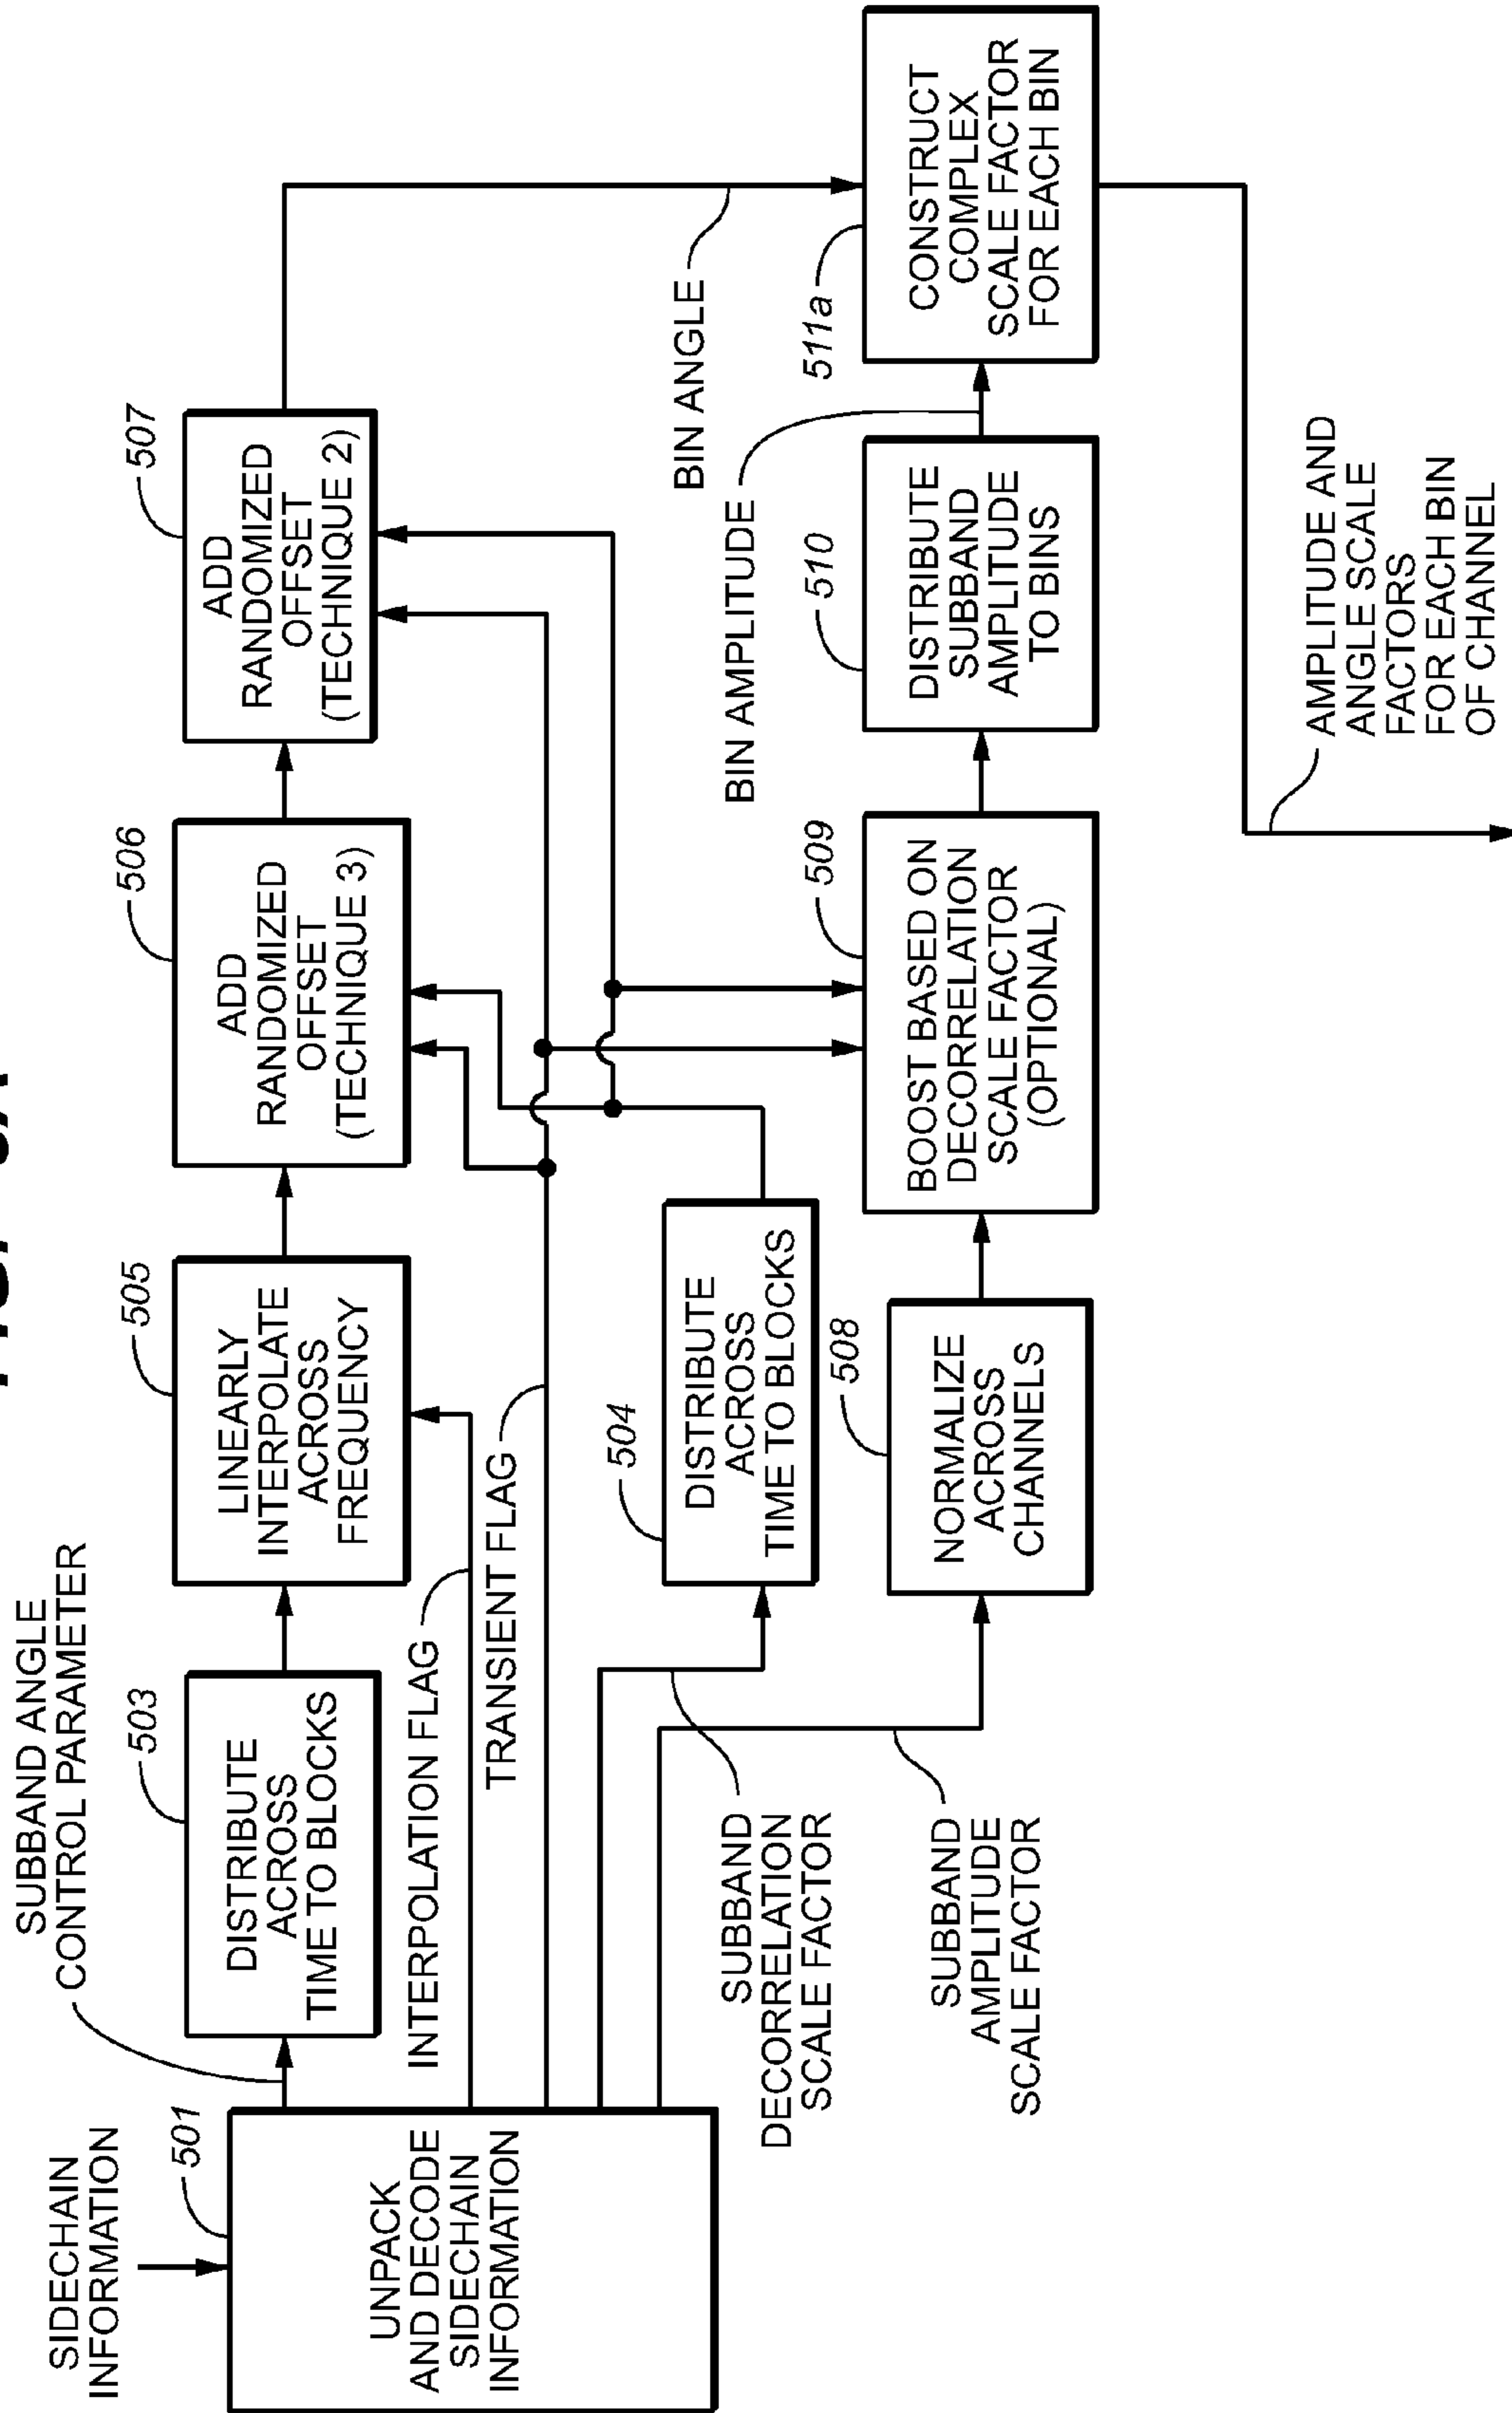 SIDECHAIN
INFORMATION
501
UNPACK
AND DECODE
SIDECHAIN
INFORMATION
SUBBAND ANGLE
CONTROL PARAMETER
503
DISTRIBUTE
ACROSS
TIME TO BLOCKS
505
LINEARLY
INTERPOLATE
ACROSS
FREQUENCY
506
ADD
RANDOMIZED
OFFSET
(TECHNIQUE 3)
507
ADD
RANDOMIZED
OFFSET
(TECHNIQUE 2)
INTERPOLATION FLAG
TRANSIENT FLAG
504
DISTRIBUTE
ACROSS
TIME TO BLOCKS
SUBBAND
DECORRELATION
SCALE FACTOR
SUBBAND
AMPLITUDE
SCALE FACTOR
508
NORMALIZE
ACROSS
CHANNELS
509
BOOST BASED ON
DECORRELATION
SCALE FACTOR
(OPTIONAL)
BIN AMPLITUDE
510
DISTRIBUTE
SUBBAND
AMPLITUDE
TO BINS
BIN ANGLE
511a
CONSTRUCT
COMPLEX
SCALE FACTOR
FOR EACH BIN
AMPLITUDE AND
ANGLE SCALE
FACTORS
FOR EACH BIN
OF CHANNEL